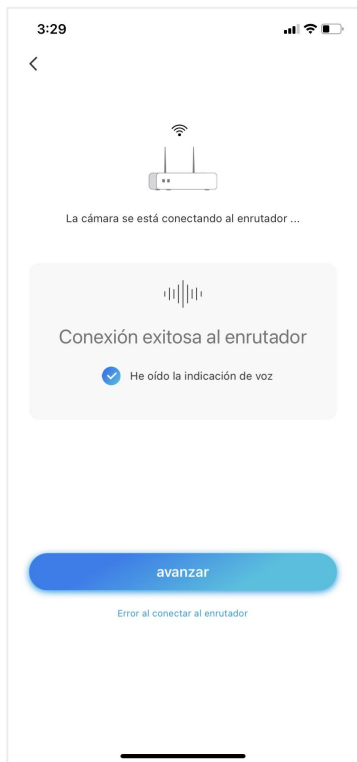 3:29
La cámara se está conectando al enrutador ...
Conexión exitosa al enrutador
He oído la indicación de voz
avanzar
Error al conectar al enrutador